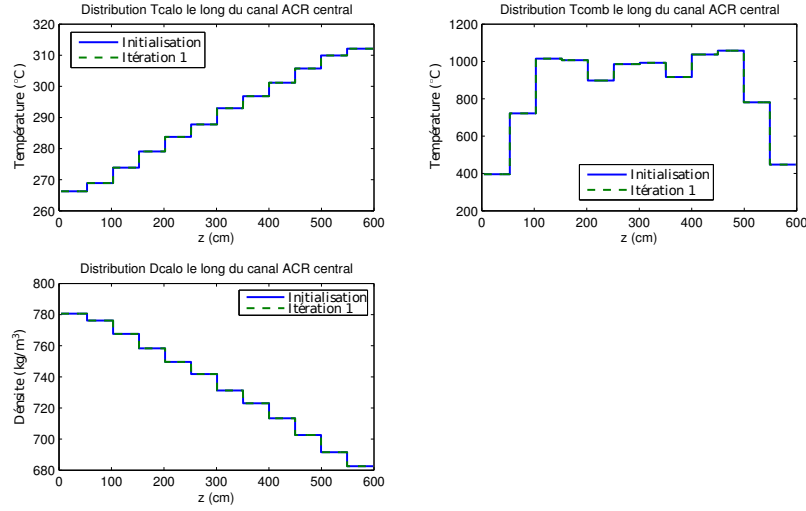 Distribution Tcalo le long du canal ACR central
320
310
300
290
280
270
260
0 100 200 300 400 500 600
Température (°C)
z (cm)
Initialisation
Itération 1
Distribution Tcomb le long du canal ACR central
1200
1000
800
600
400
200
0 100 200 300 400 500 600
Température (°C)
z (cm)
Initialisation
Itération 1
Distribution Dcalo le long du canal ACR central
800
780
760
740
720
700
680
0 100 200 300 400 500 600
Dénsite (kg/m³)
z (cm)
Initialisation
Itération 1